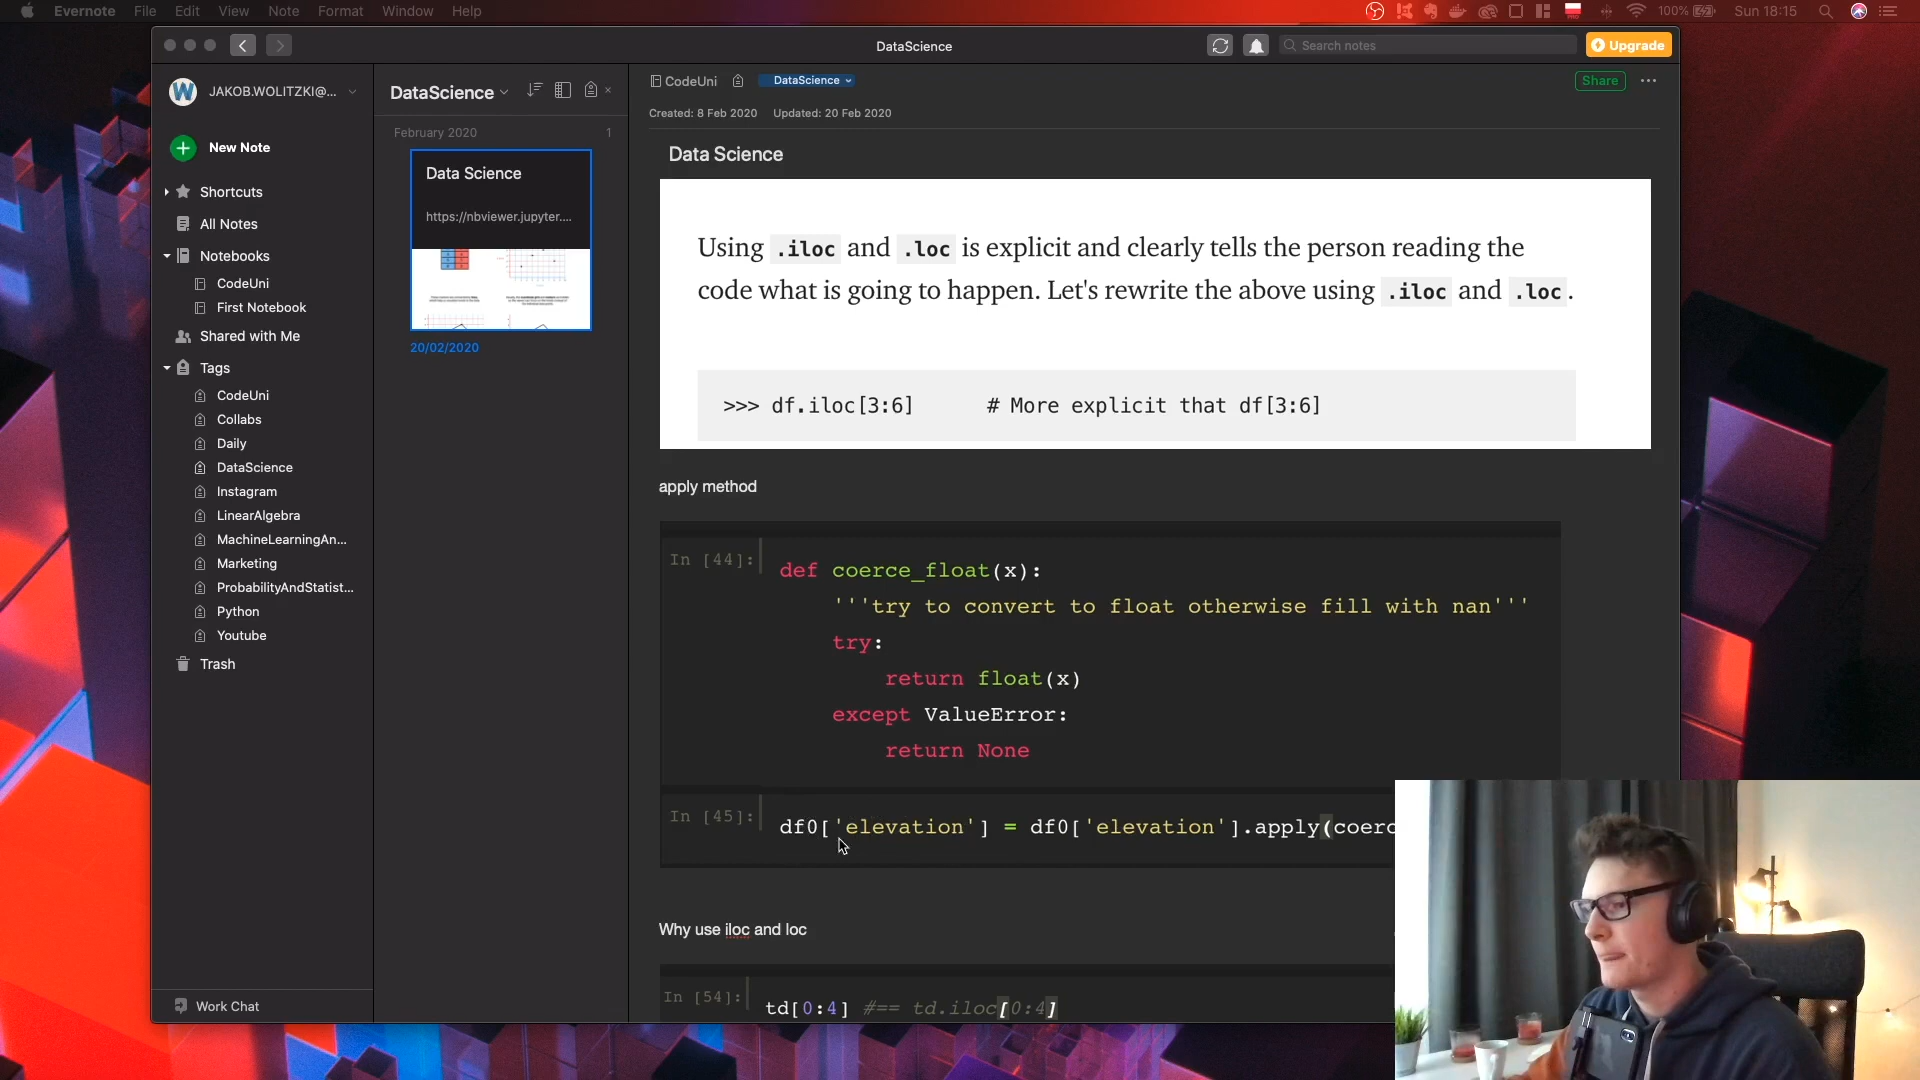 Evernote File Edit View Note Format Window Help
100% Sun 18:15
DataScience
Search notes
Upgrade
JAKOB.WOLITZKI@...
New Note
Shortcuts
All Notes
Notebooks
CodeUni
First Notebook
Shared with Me
Tags
CodeUni
Collabs
Daily
DataScience
Instagram
LinearAlgebra
MachineLearningAn...
Marketing
ProbabilityAndStatist...
Python
Youtube
Trash
Work Chat
DataScience
February 2020 1
Data Science
https://nbviewer.jupyter....
20/02/2020
CodeUni DataScience
Share
Created: 8 Feb 2020 Updated: 20 Feb 2020
Data Science
Using .iloc and .loc is explicit and clearly tells the person reading the
code what is going to happen. Let's rewrite the above using .iloc and .loc.
>>> df.iloc[3:6] # More explicit that df[3:6]
apply method
In [44]: def coerce_float(x):
'''try to convert to float otherwise fill with nan'''
try:
return float(x)
except ValueError:
return None
In [45]: df0['elevation'] = df0['elevation'].apply(coerc
Why use iloc and loc
In [54]: td[0:4] #== td.iloc[0:4]